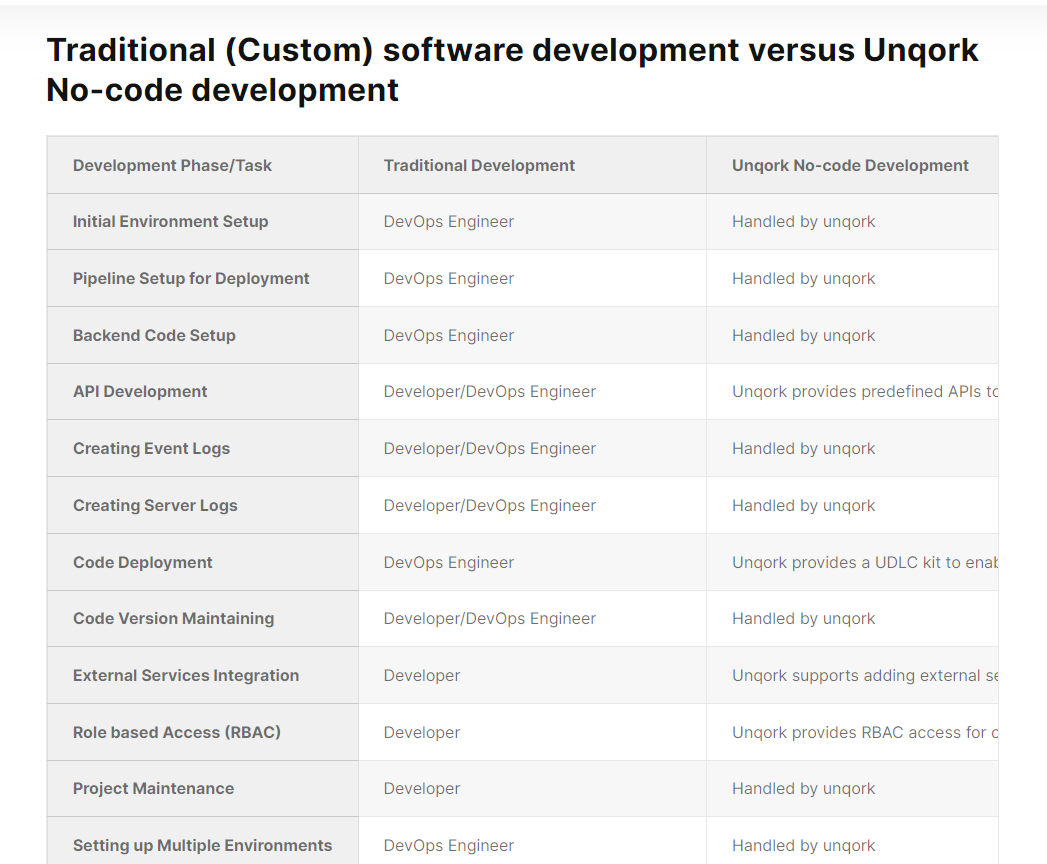 Traditional (Custom) software development versus Unqork
No-code development
Development Phase/Task Traditional Development Unqork No-code Development
Initial Environment Setup DevOps Engineer Handled by unqork
Pipeline Setup for Deployment DevOps Engineer Handled by unqork
Backend Code Setup DevOps Engineer Handled by unqork
API Development Developer/DevOps Engineer Unqork provides predefined APIs
Creating Event Logs Developer/DevOps Engineer Handled by unqork
Creating Server Logs Developer/DevOps Engineer Handled by unqork
Code Deployment DevOps Engineer Unqork provides a UDLC kit to
Code Version Maintaining Developer/DevOps Engineer Handled by unqork
External Services Integration Developer Unqork supports adding external
Role based Access (RBAC) Developer Unqork provides RBAC access for
Project Maintenance Developer Handled by unqork
Setting up Multiple Environments DevOps Engineer Handled by unqork